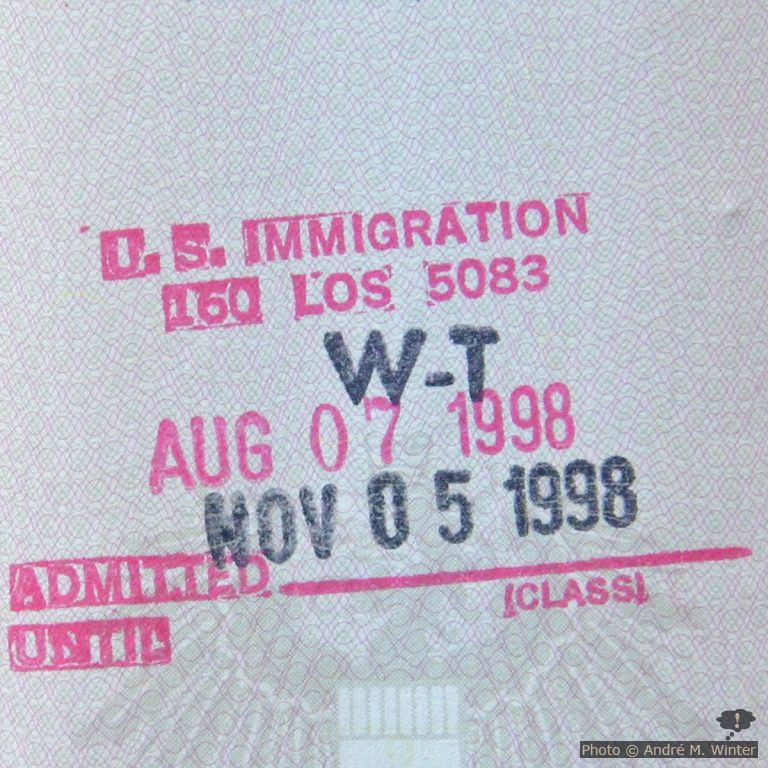 U. S. IMMIGRATION
160 LOS 5083
W-T
AUG 07 1998
NOV 05 1998
ADMITTED
(CLASS)
UNTIL
Photo © André M. Winter